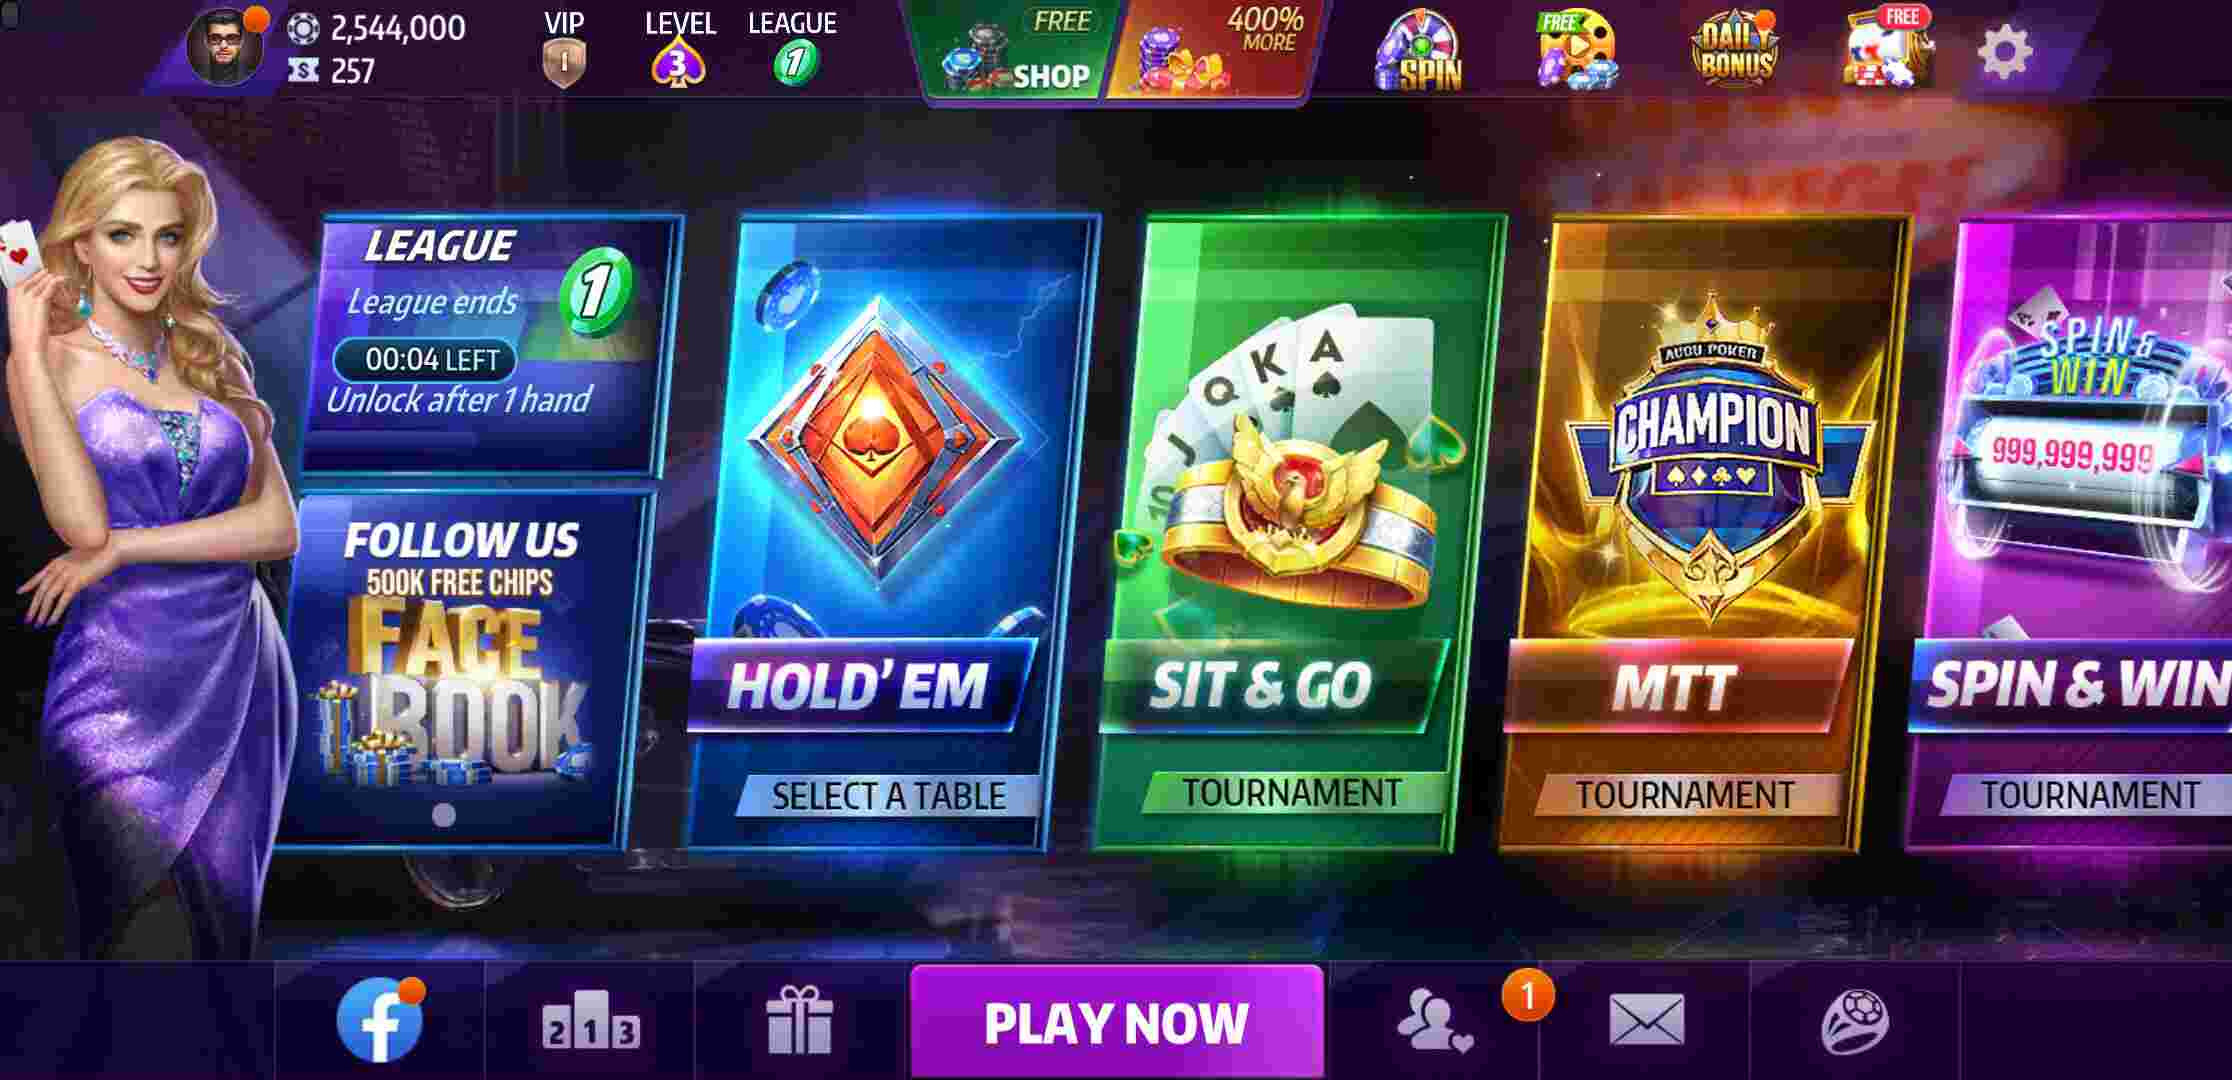 2,544,000
257
VIP
1
LEVEL
3
LEAGUE
1
FREE
SHOP
400%
MORE
SPIN
FREE
DAILY
BONUS
FREE
LEAGUE
League ends
00:04 LEFT
Unlock after 1 hand
1
FOLLOW US
500K FREE CHIPS
FACE
BOOK
HOLD' EM
SELECT A TABLE
10 J Q K A
SIT & GO
TOURNAMENT
AUDU POKER
CHAMPION
MTT
TOURNAMENT
SPIN &
WIN
999,999,999
SPIN & WIN
TOURNAMENT
2 1 3
PLAY NOW
1